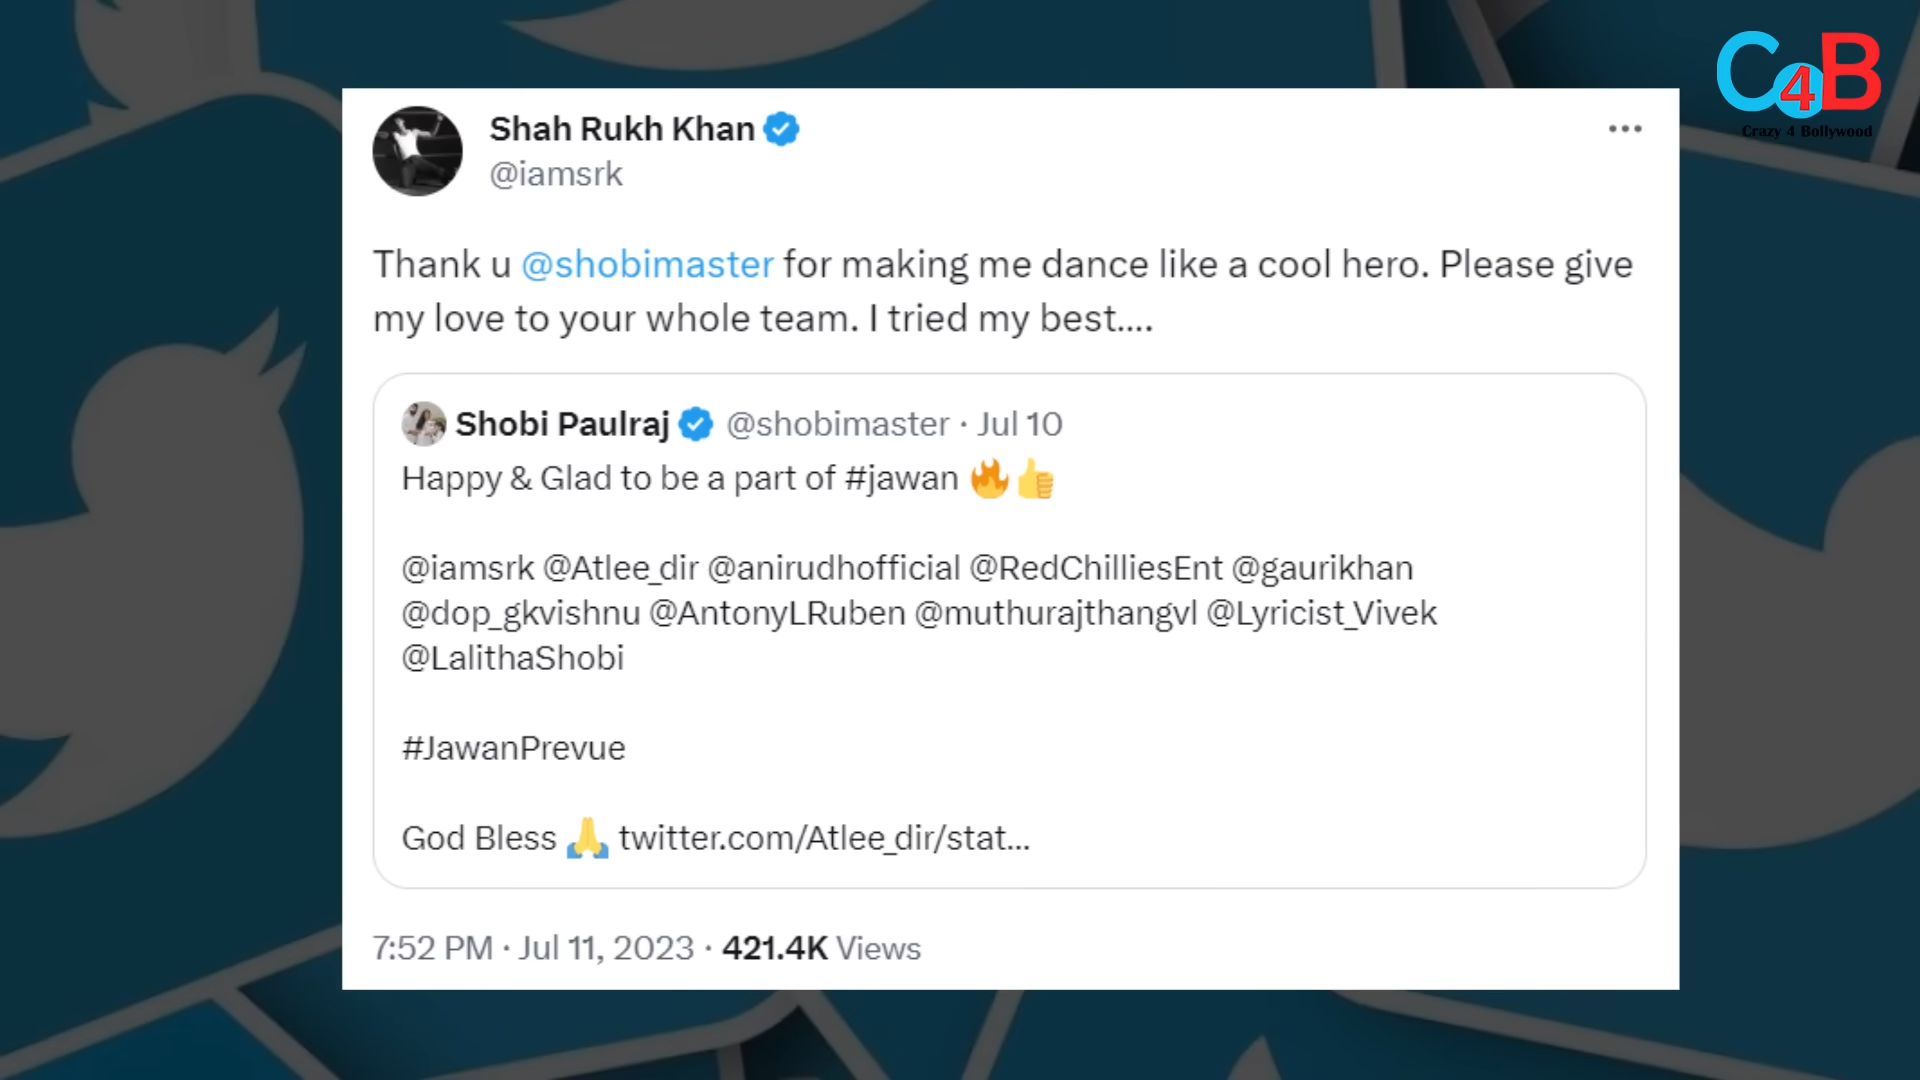 C4B
Crazy 4 Bollywood
Shah Rukh Khan
@iamsrk
Thank u @shobimaster for making me dance like a cool hero. Please give
my love to your whole team. I tried my best....
Shobi Paulraj @shobimaster · Jul 10
Happy & Glad to be a part of #jawan 🔥👍
@iamsrk @Atlee_dir @anirudhofficial @RedChilliesEnt @gaurikhan
@dop_gkvishnu @AntonyLRuben @muthurajthangvl @Lyricist_Vivek
@LalithaShobi
#JawanPrevue
God Bless 🙏 twitter.com/Atlee_dir/stat...
7:52 PM · Jul 11, 2023 · 421.4K Views